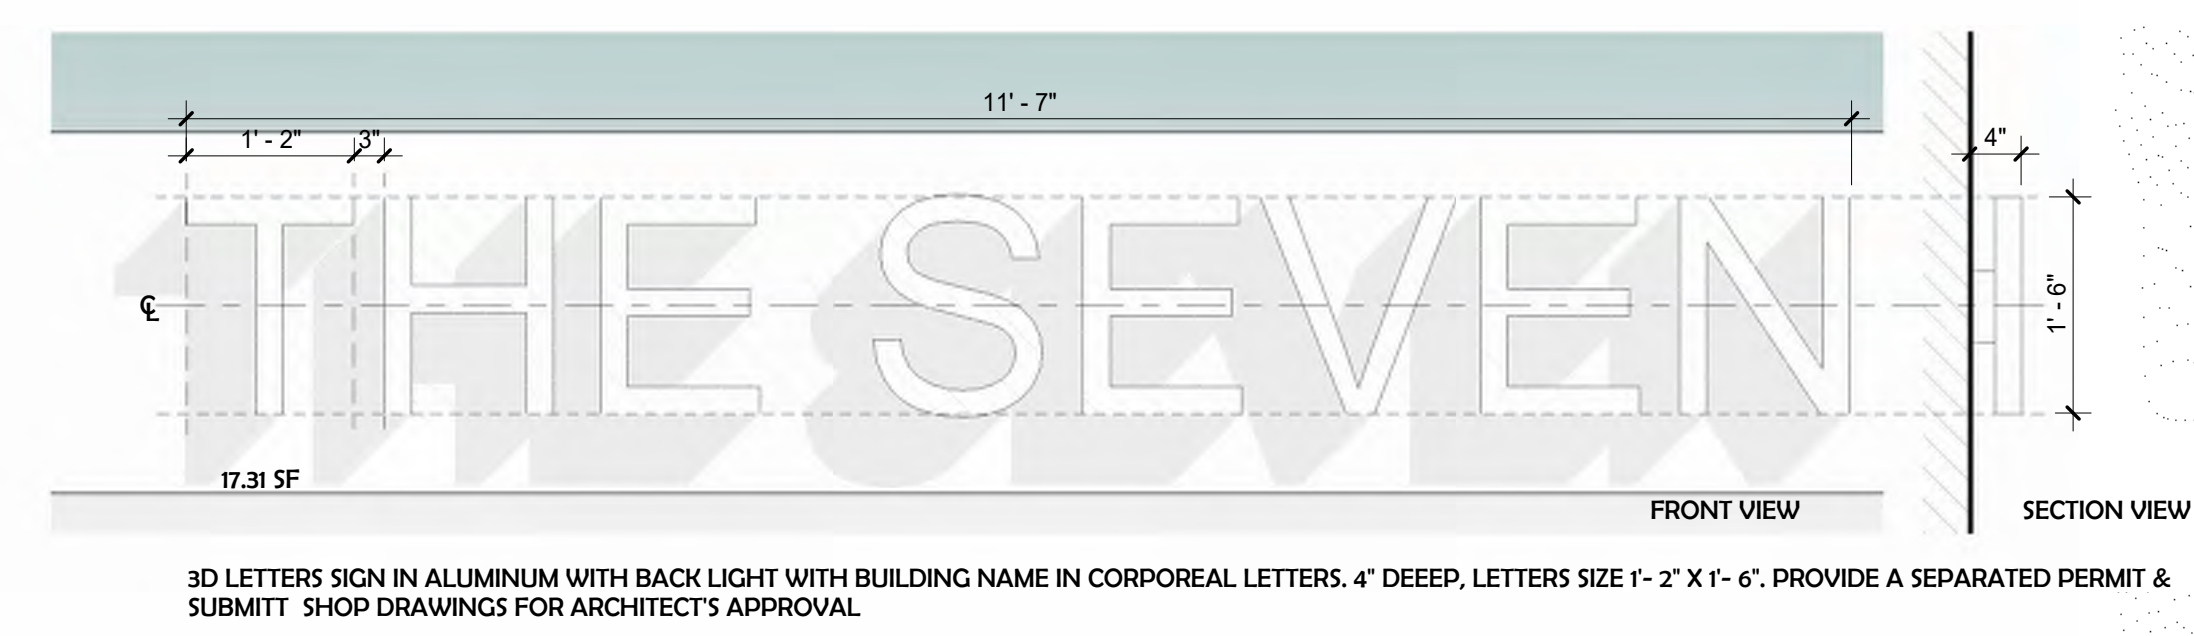 11' - 7"
1' - 2" 3" 4"
THE SEVEN
℄
1' - 6"
17.31 SF
FRONT VIEW SECTION VIEW
3D LETTERS SIGN IN ALUMINUM WITH BACK LIGHT WITH BUILDING NAME IN CORPOREAL LETTERS. 4" DEEEP, LETTERS SIZE 1'- 2" X 1'- 6". PROVIDE A SEPARATED PERMIT &
SUBMITT SHOP DRAWINGS FOR ARCHITECT'S APPROVAL